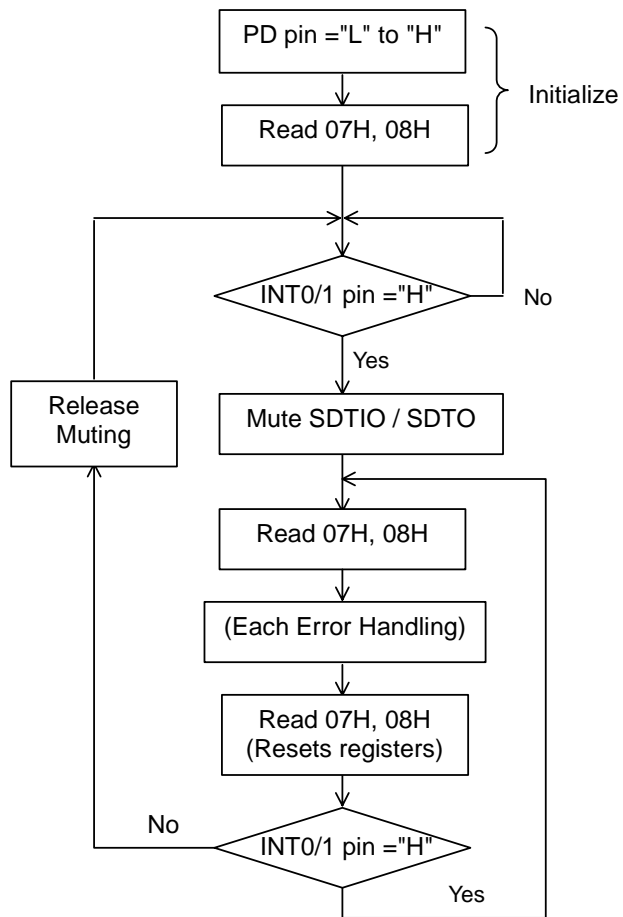 PD pin ="L" to "H"
Initialize
Read 07H, 08H
INT0/1 pin ="H"
No
Yes
Release
Muting
Mute SDTIO / SDTO
Read 07H, 08H
(Each Error Handling)
Read 07H, 08H
(Resets registers)
No
INT0/1 pin ="H"
Yes